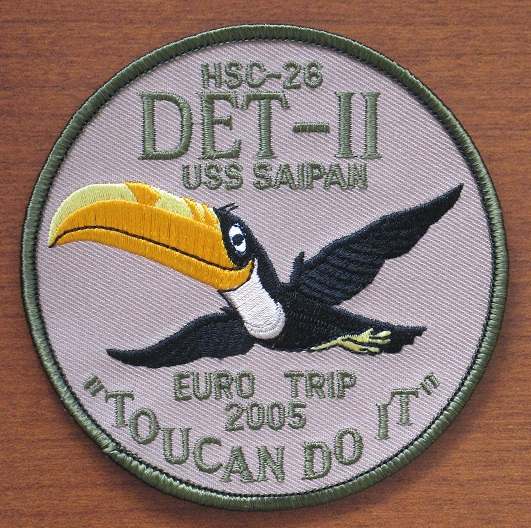 HSC-26
DET-II
USS SAIPAN
EURO TRIP
2005
"TOUCAN DO IT"